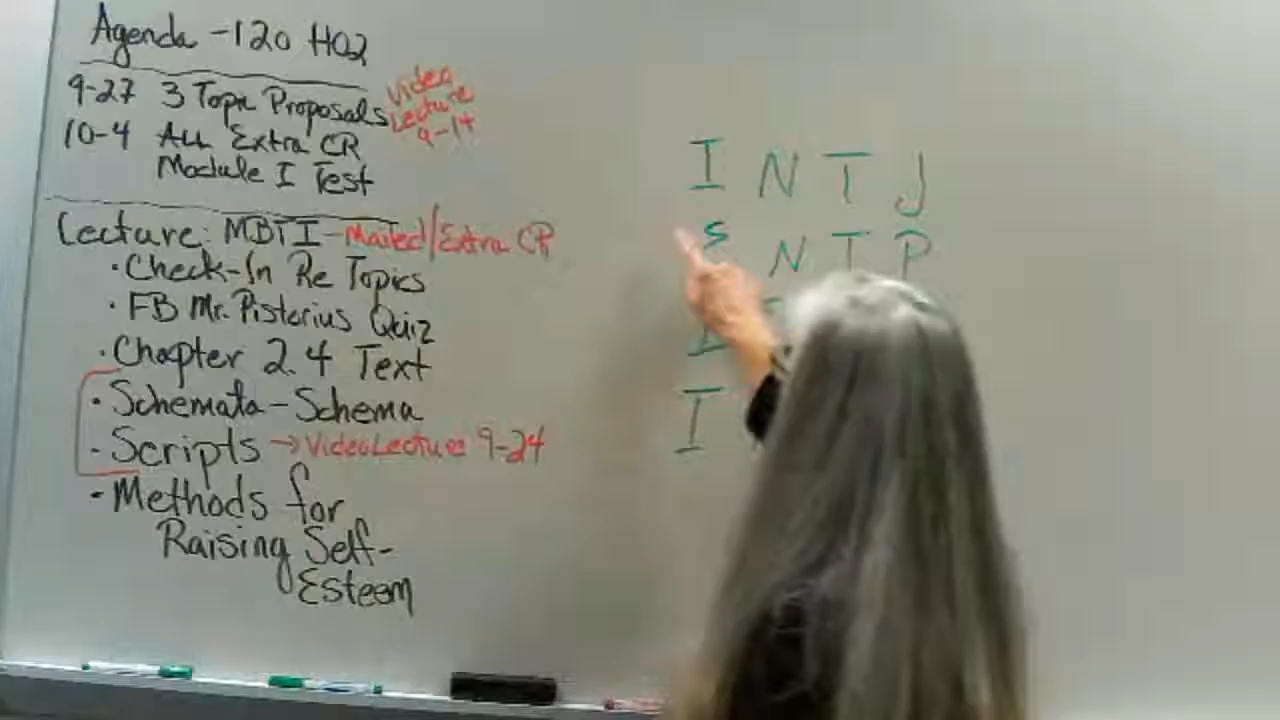 Agenda - 120 H02
9-27 3 Topic Proposals
Video
Lecture
9-14
10-4 ALL Extra CR
Module I Test
Lecture: MBTI - Mailed/Extra CR
• Check-In Re Topics
• FB Mr. Pistorius Quiz
• Chapter 2.4 Text
• Schemata - Schema
• Scripts → Video Lecture 9-24
• Methods for
Raising Self-
Esteem
I N T J
S N T P
I
I